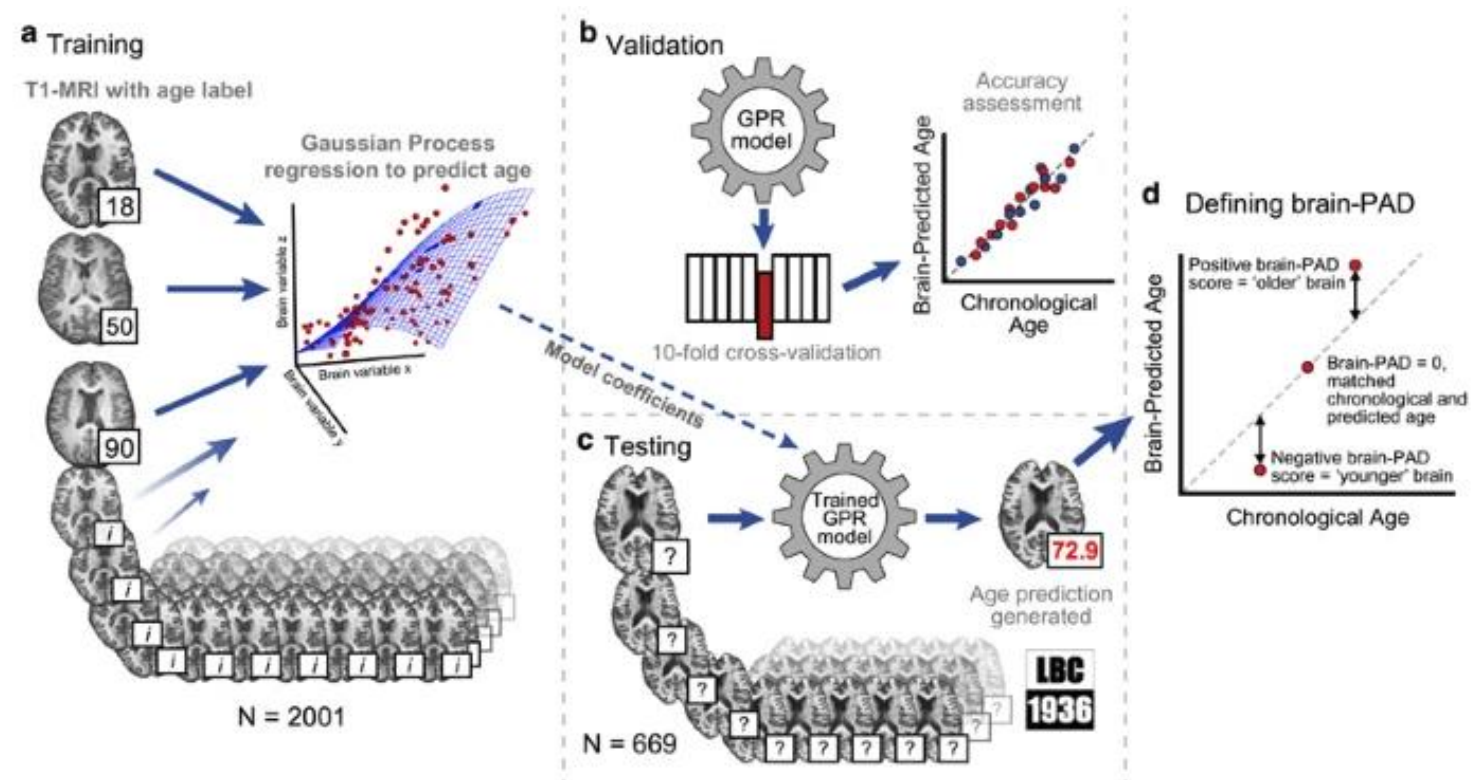 a Training
T1-MRI with age label
18
50
90
i
i
i
i
i
i
i
i
i
i
N = 2001
Gaussian Process
regression to predict age
Brain variable z
Brain variable x
Brain variable y
Model coefficients
b Validation
GPR
model
10-fold cross-validation
Accuracy
assessment
Brain-Predicted Age
Chronological
Age
c Testing
?
?
?
?
?
?
?
?
?
?
?
N = 669
Trained
GPR
model
72.9
Age prediction
generated
LBC
1936
d Defining brain-PAD
Positive brain-PAD
score = 'older' brain
Brain-PAD = 0,
matched
chronological and
predicted age
Negative brain-PAD
score = 'younger' brain
Brain-Predicted Age
Chronological Age